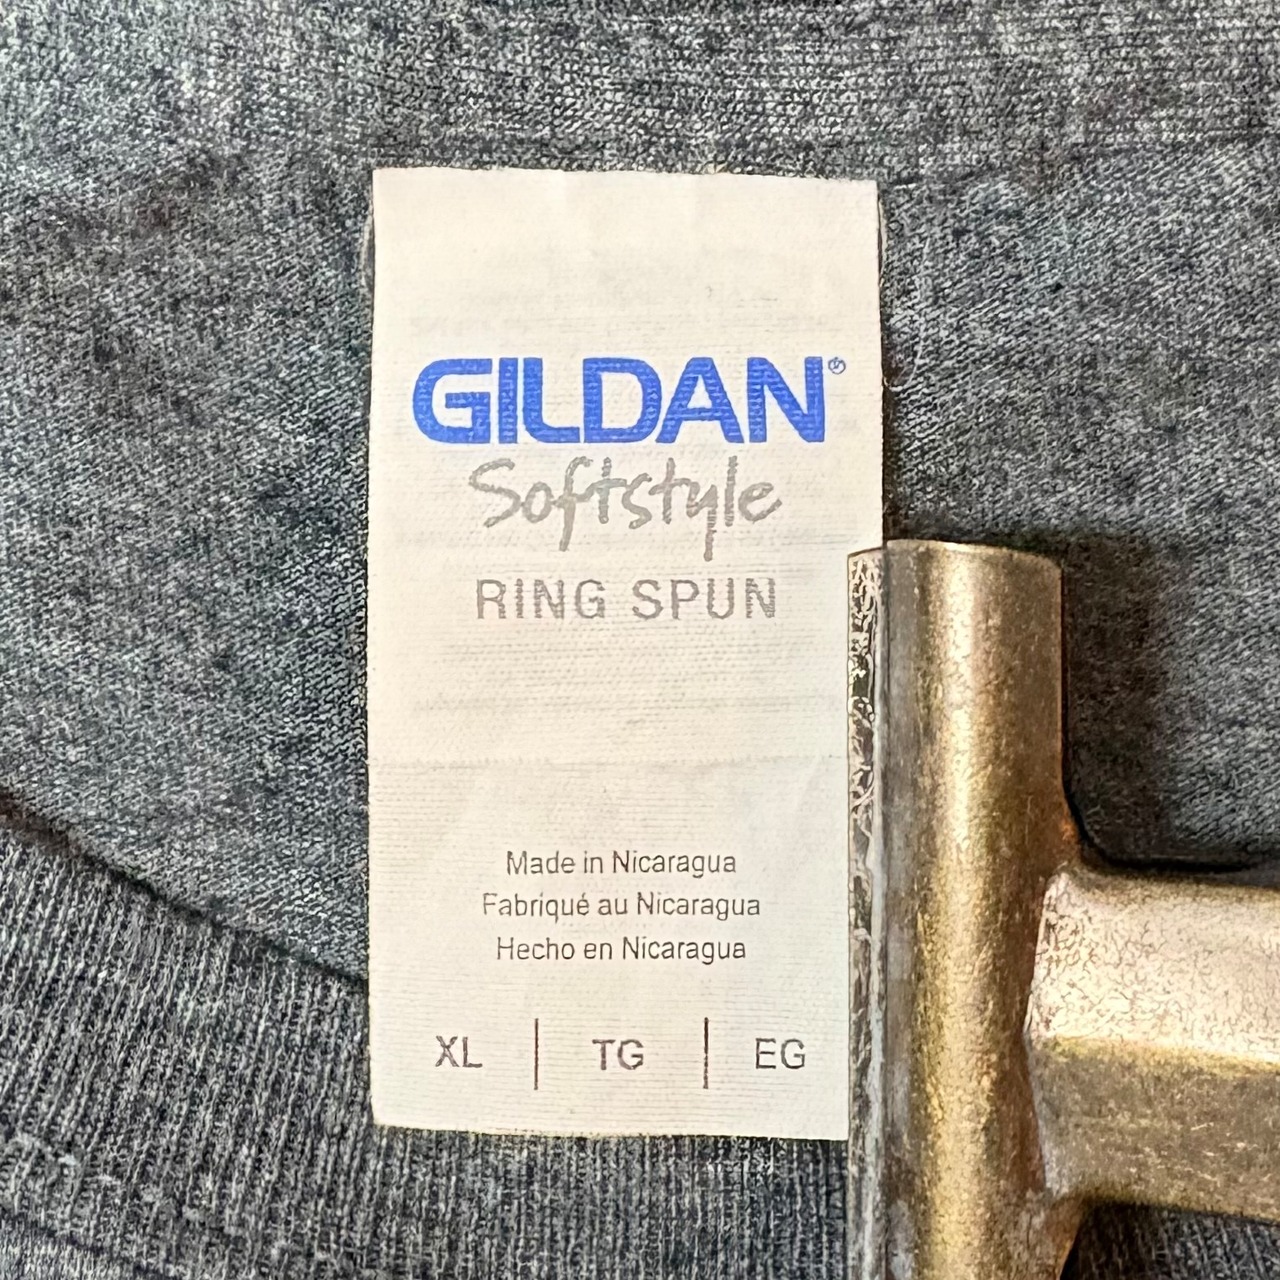 GILDAN®
Softstyle
RING SPUN
Made in Nicaragua
Fabriqué au Nicaragua
Hecho en Nicaragua
XL | TG | EG